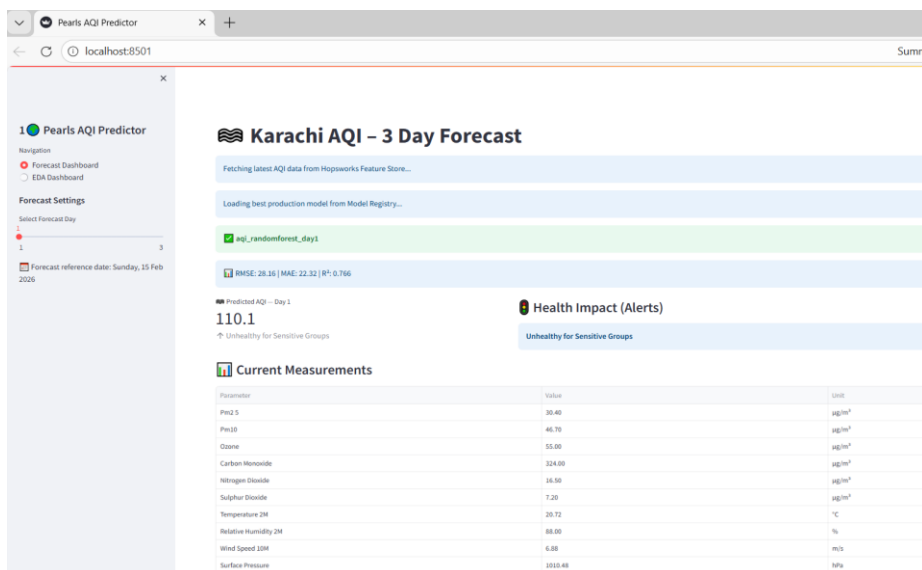 Pearls AQI Predictor
localhost:8501
Summ
1 Pearls AQI Predictor
Navigation
Forecast Dashboard
EDA Dashboard
Forecast Settings
Select Forecast Day
1
1 3
Forecast reference date: Sunday, 15 Feb
2026
Karachi AQI – 3 Day Forecast
Fetching latest AQI data from Hopsworks Feature Store...
Loading best production model from Model Registry...
aqi_randomforest_day1
RMSE: 28.16 | MAE: 22.32 | R²: 0.766
Predicted AQI — Day 1
110.1
↑ Unhealthy for Sensitive Groups
Health Impact (Alerts)
Unhealthy for Sensitive Groups
Current Measurements
Parameter Value Unit
Pm2 5 30.40 μg/m³
Pm10 46.70 μg/m³
Ozone 55.00 μg/m³
Carbon Monoxide 324.00 μg/m³
Nitrogen Dioxide 16.50 μg/m³
Sulphur Dioxide 7.20 μg/m³
Temperature 2M 20.72 °C
Relative Humidity 2M 88.00 %
Wind Speed 10M 6.88 m/s
Surface Pressure 1010.48 hPa